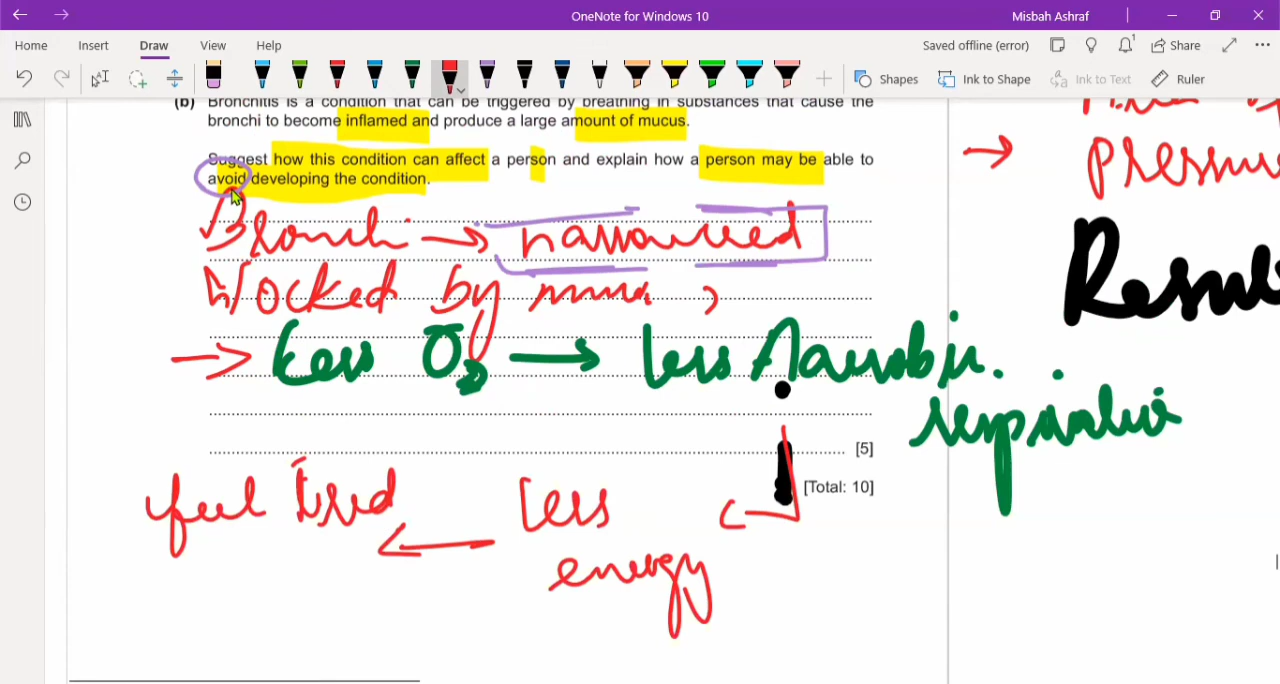 OneNote for Windows 10
Misbah Ashraf
Home Insert Draw View Help
Saved offline (error)
Share
Shapes
Ink to Shape
Ink to Text
Ruler
(b) Bronchitis is a condition that can be triggered by breathing in substances that cause the
bronchi to become inflamed and produce a large amount of mucus.
Suggest how this condition can affect a person and explain how a person may be able to
avoid developing the condition.
Bronchi → narrowed
blocked by
→ Less O2 → less Aerobic
[5]
[Total: 10]
feel tired ← less
energy
→ pressure